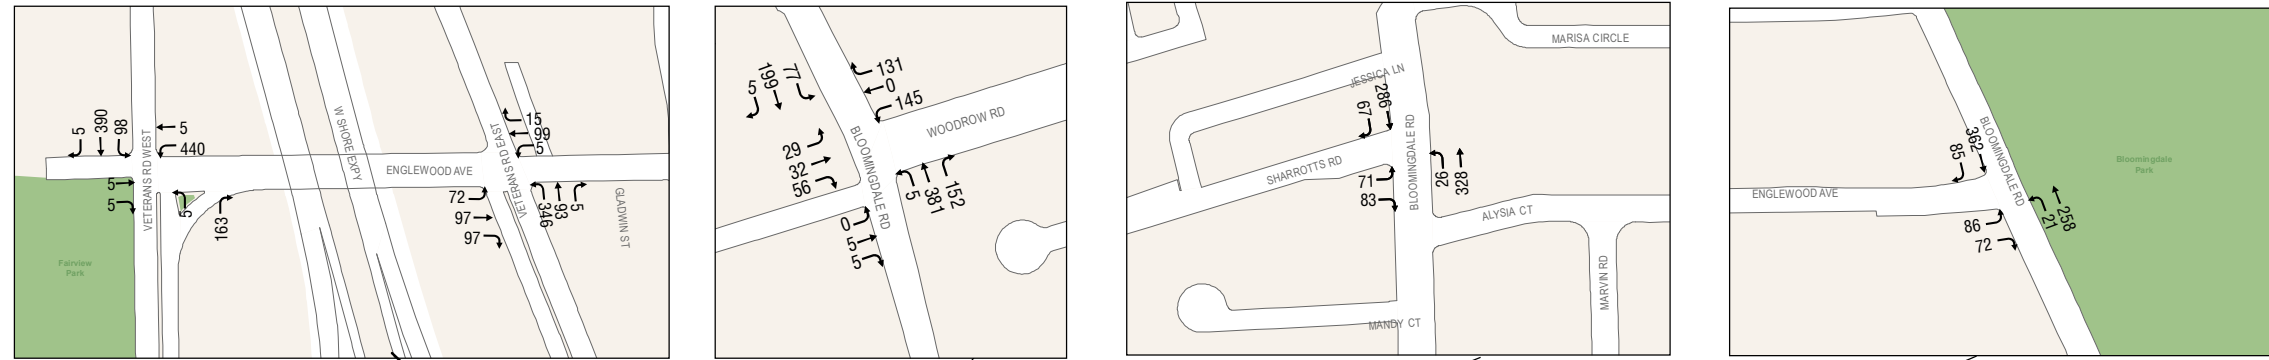 5
390
98
5
440
5
5
5
163
VETERANS RD WEST
W SHORE EXPY
ENGLEWOOD AVE
VETERANS RD EAST
15
99
5
72
97
97
346
93
5
GLADWIN ST
Fairview
Park
5
199
77
131
0
145
29
32
56
WOODROW RD
BLOOMINGDALE RD
5
381
152
0
5
5
MARISA CIRCLE
JESSICA LN
67
286
BLOOMINGDALE RD
SHARROTTS RD
71
83
26
328
ALYSIA CT
MARVIN RD
MANDY CT
85
362
BLOOMINGDALE RD
Bloomingdale
Park
ENGLEWOOD AVE
86
72
21
258